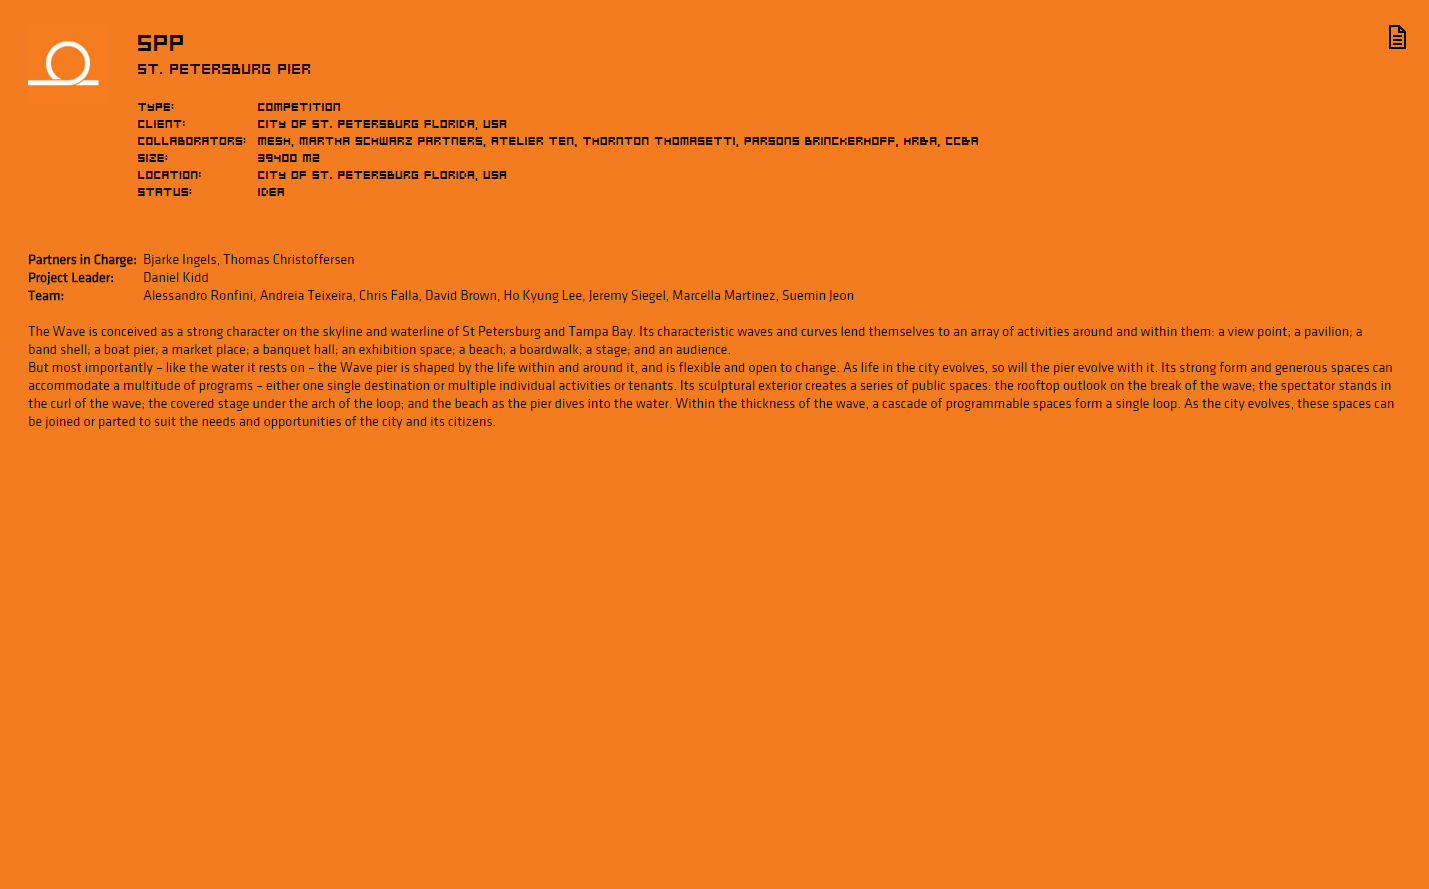 SPP
ST. PETERSBURG PIER
TYPE: COMPETITION
CLIENT: CITY OF ST. PETERSBURG FLORIDA, USA
COLLABORATORS: MESH, MARTHA SCHWARZ PARTNERS, ATELIER TEN, THORNTON THOMASETTI, PARSONS BRINCKERHOFF, HR&A, CC&A
SIZE: 39400 M2
LOCATION: CITY OF ST. PETERSBURG FLORIDA, USA
STATUS: IDEA
Partners in Charge: Bjarke Ingels, Thomas Christoffersen
Project Leader: Daniel Kidd
Team: Alessandro Ronfini, Andreia Teixeira, Chris Falla, David Brown, Ho Kyung Lee, Jeremy Siegel, Marcella Martinez, Suemin Jeon
The Wave is conceived as a strong character on the skyline and waterline of St Petersburg and Tampa Bay. Its characteristic waves and curves lend themselves to an array of activities around and within them: a view point; a pavilion; a
band shell; a boat pier; a market place; a banquet hall; an exhibition space; a beach; a boardwalk; a stage; and an audience.
But most importantly – like the water it rests on – the Wave pier is shaped by the life within and around it, and is flexible and open to change. As life in the city evolves, so will the pier evolve with it. Its strong form and generous spaces can
accommodate a multitude of programs – either one single destination or multiple individual activities or tenants. Its sculptural exterior creates a series of public spaces: the rooftop outlook on the break of the wave; the spectator stands in
the curl of the wave; the covered stage under the arch of the loop; and the beach as the pier dives into the water. Within the thickness of the wave, a cascade of programmable spaces form a single loop. As the city evolves, these spaces can
be joined or parted to suit the needs and opportunities of the city and its citizens.